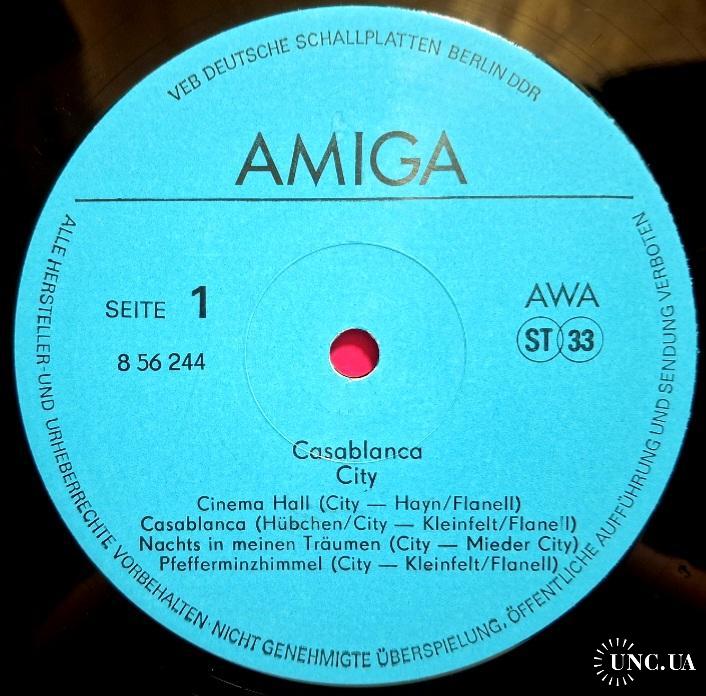 VEB DEUTSCHE SCHALLPLATTEN BERLIN DDR
AMIGA
SEITE 1
8 56 244
AWA
ST 33
Casablanca
City
Cinema Hall (City — Hayn/Flanell)
Casablanca (Hübchen/City — Kleinfelt/Flanell)
Nachts in meinen Träumen (City — Mieder City)
Pfefferminzhimmel (City — Kleinfelt/Flanell)
ALLE HERSTELLER-UND URHEBERRECHTE VORBEHALTEN·NICHT GENEHMIGTE ÜBERSPIELUNG, ÖFFENTLICHE AUFFÜHRUNG UND SENDUNG VERBOTEN
UNC.UA